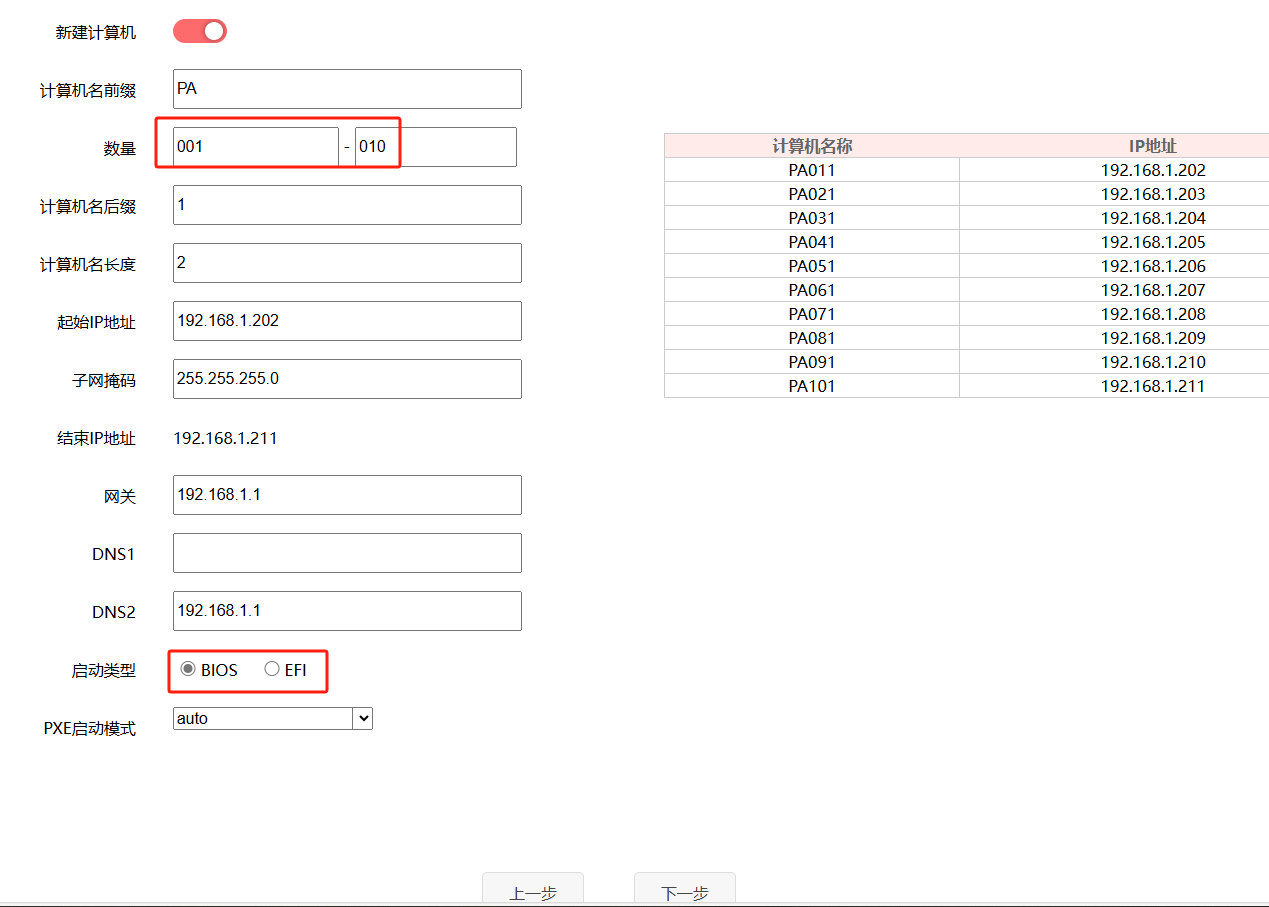 新建计算机
计算机名前缀 PA
数量 001 - 010
计算机名后缀 1
计算机名长度 2
起始IP地址 192.168.1.202
子网掩码 255.255.255.0
结束IP地址 192.168.1.211
网关 192.168.1.1
DNS1
DNS2 192.168.1.1
启动类型 BIOS EFI
PXE启动模式 auto
计算机名称 IP地址
PA011 192.168.1.202
PA021 192.168.1.203
PA031 192.168.1.204
PA041 192.168.1.205
PA051 192.168.1.206
PA061 192.168.1.207
PA071 192.168.1.208
PA081 192.168.1.209
PA091 192.168.1.210
PA101 192.168.1.211
上一步 下一步